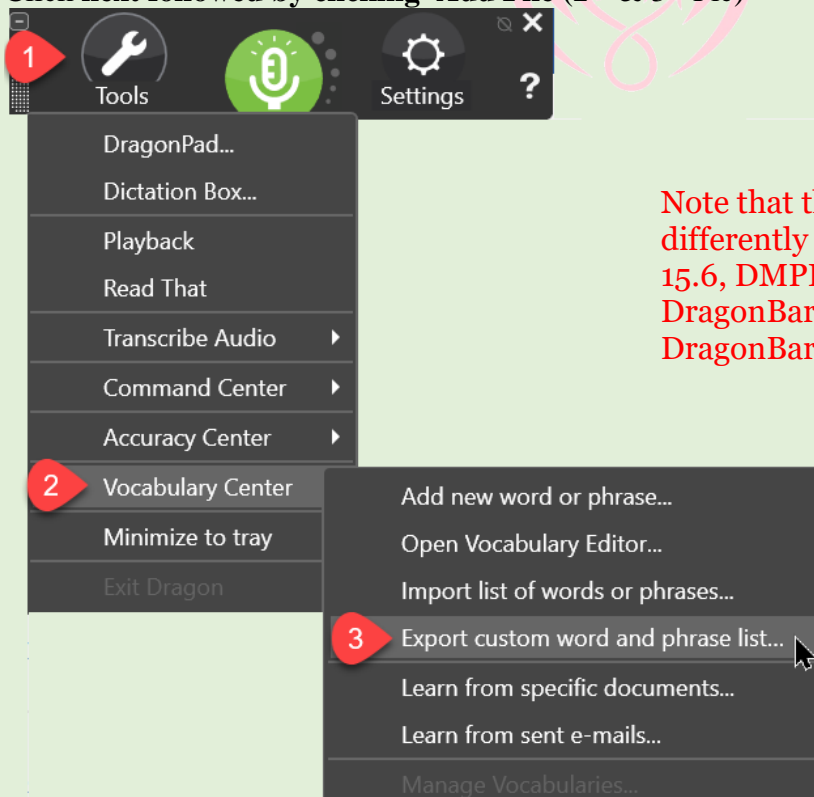 1
Tools
Settings
?
DragonPad...
Dictation Box...
Playback
Read That
Transcribe Audio
Command Center
Accuracy Center
2
Vocabulary Center
Minimize to tray
Exit Dragon
Add new word or phrase...
Open Vocabulary Editor...
Import list of words or phrases...
3
Export custom word and phrase list...
Learn from specific documents...
Learn from sent e-mails...
Manage Vocabularies...
Note that
differently
15.6,
DragonBar
DragonBar